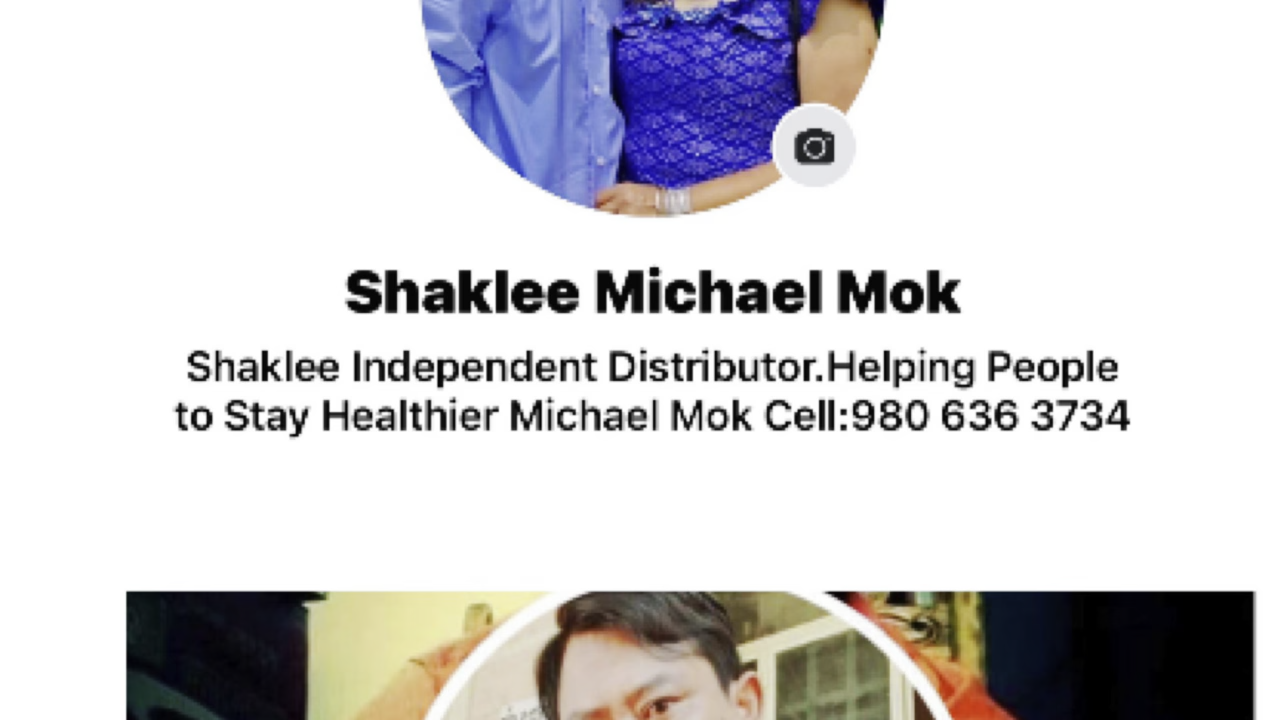 Shaklee Michael Mok
Shaklee Independent Distributor.Helping People
to Stay Healthier Michael Mok Cell:980 636 3734